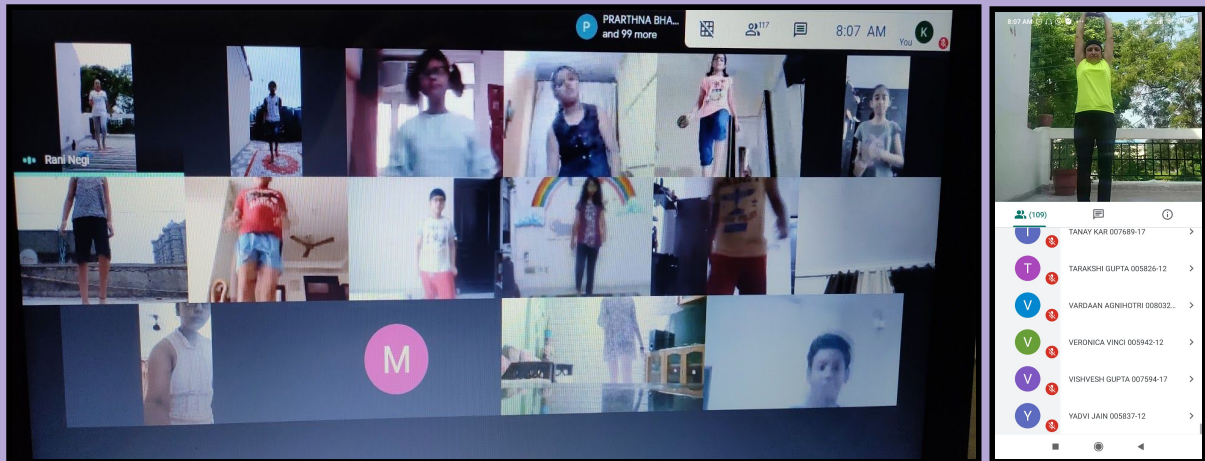 P
PRARTHNA BHA...
and 99 more
117
8:07 AM
You
K
Rani Negi
M
8:07 AM
(109)
T
TANAY KAR 007689-17
T
TARAKSHI GUPTA 005826-12
V
VARDAAN AGNIHOTRI 008032...
V
VERONICA VINCI 005942-12
V
VISHVESH GUPTA 007594-17
Y
YADVI JAIN 005837-12